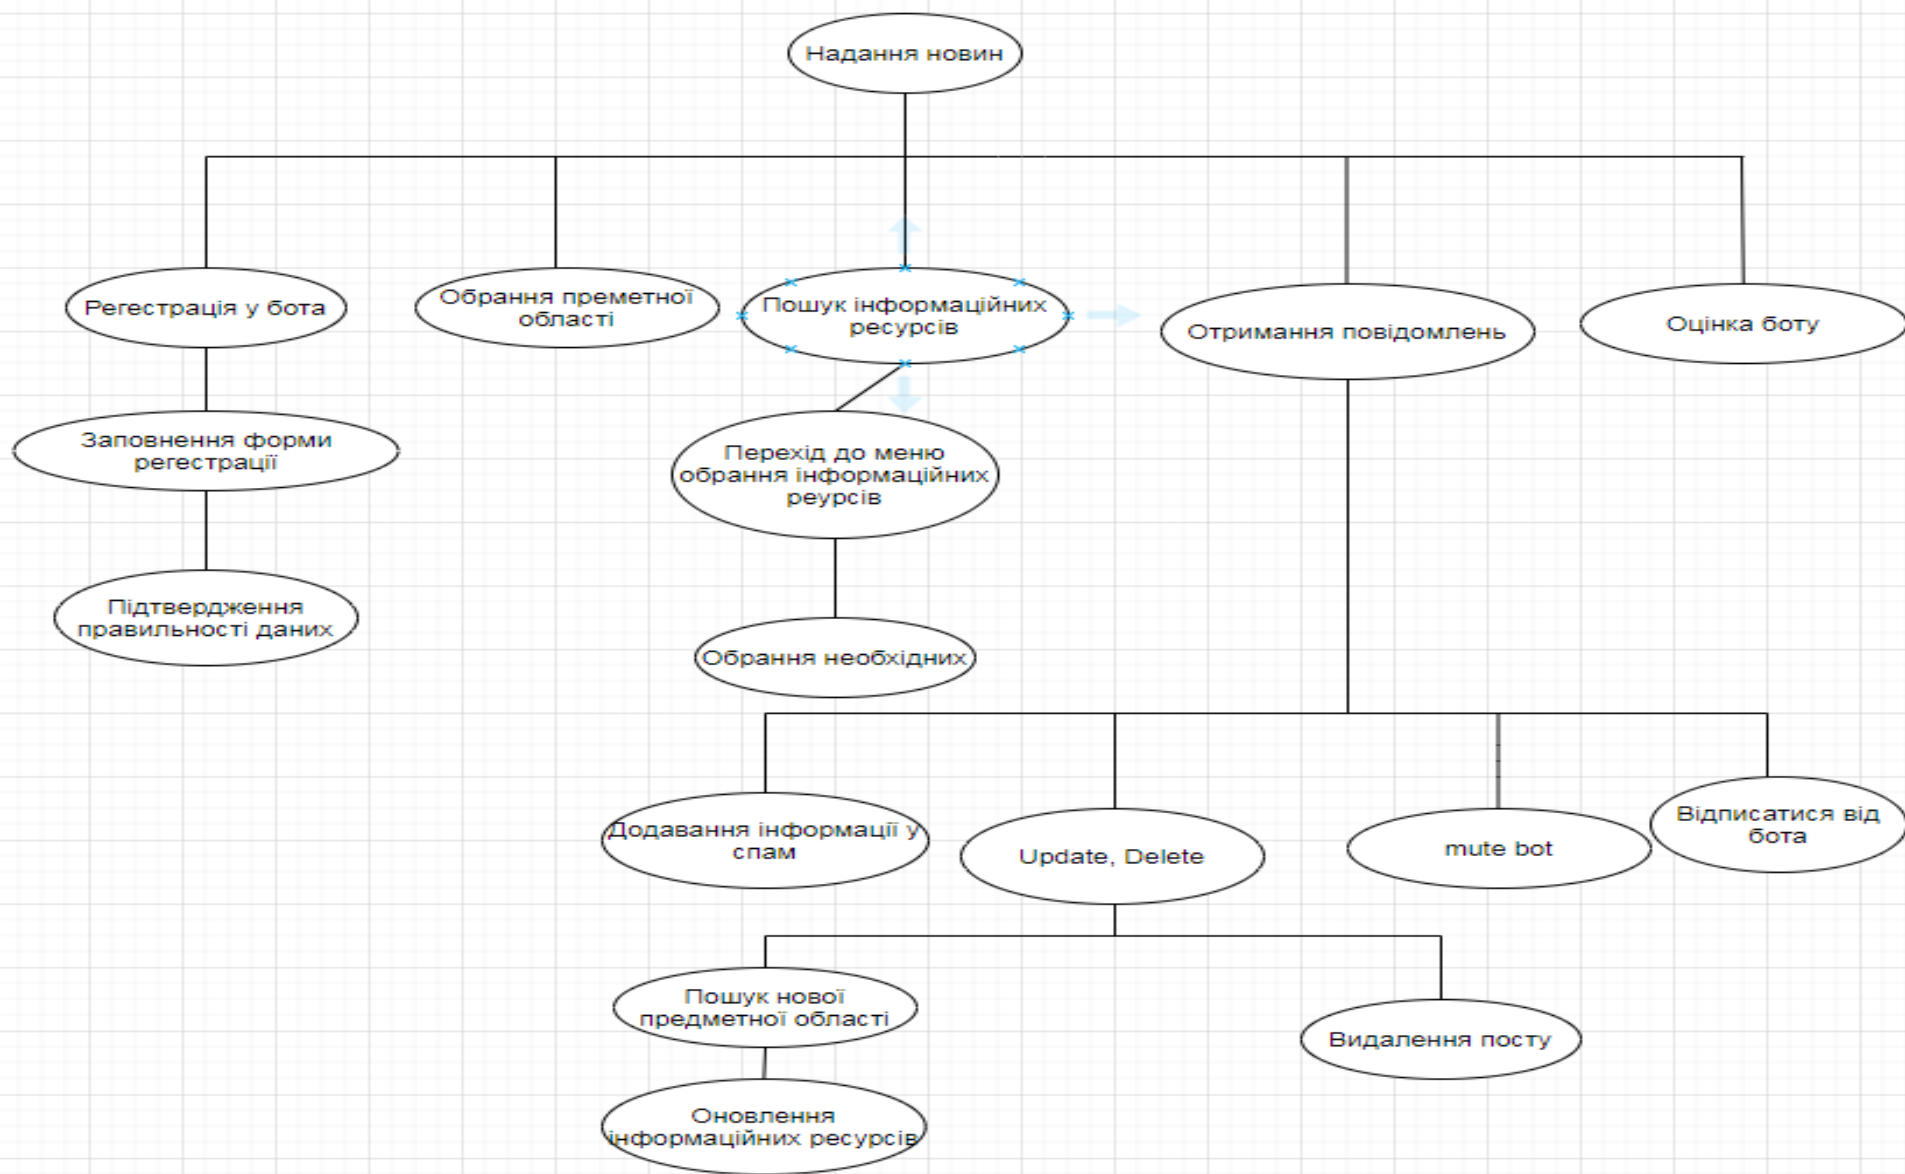 Надання новин
Регестрація у бота
Обрання преметної
області
Пошук інформаційних
ресурсів
Отримання повідомлень
Оцінка боту
Заповнення форми
регестрації
Перехід до меню
обрання інформаційних
реурсів
Підтвердження
правильності даних
Обрання необхідних
Додавання інформації у
спам
Update, Delete
mute bot
Відписатися від
бота
Пошук нової
предметної області
Видалення посту
Оновлення
інформаційних ресурсів